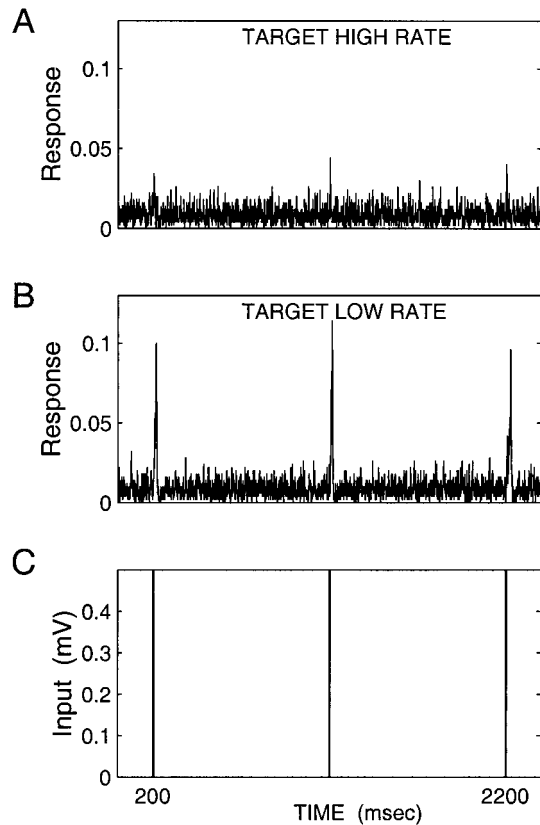 A
TARGET HIGH RATE
Response
0.1
0.05
0
B
TARGET LOW RATE
Response
0.1
0.05
0
C
Input (mV)
0.4
0.3
0.2
0.1
0
200
TIME (msec)
2200